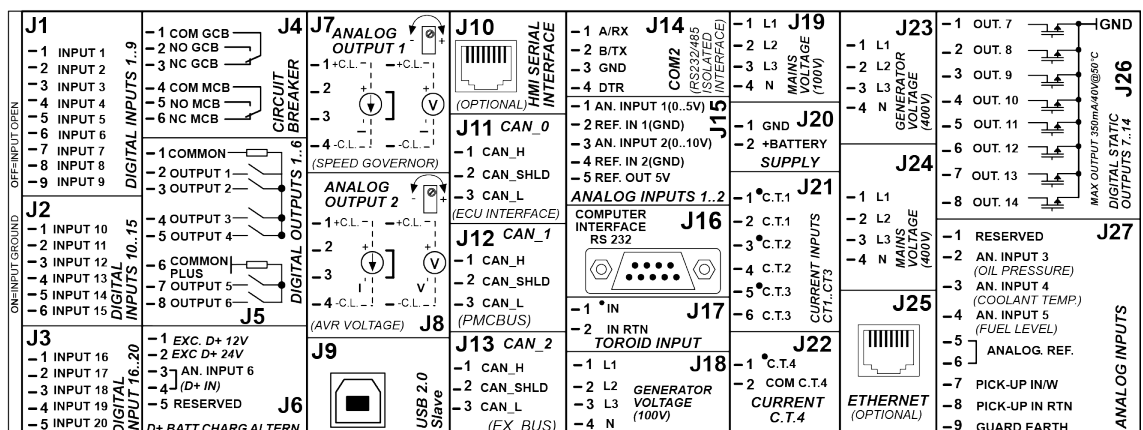 OFF=INPUT OPEN
ON=INPUT GROUND
J1
1 INPUT 1
2 INPUT 2
3 INPUT 3
4 INPUT 4
5 INPUT 5
6 INPUT 6
7 INPUT 7
8 INPUT 8
9 INPUT 9
DIGITAL INPUTS 1..9
J2
1 INPUT 10
2 INPUT 11
3 INPUT 12
4 INPUT 13
5 INPUT 14
6 INPUT 15
DIGITAL
INPUTS 10..15
J3
1 INPUT 16
2 INPUT 17
3 INPUT 18
4 INPUT 19
5 INPUT 20
DIGITAL
INPUT 16..20
J4
1 COM GCB
2 NO GCB
3 NC GCB
4 COM MCB
5 NO MCB
6 NC MCB
CIRCUIT
BREAKER
1 COMMON
2 OUTPUT 1
3 OUTPUT 2
4 OUTPUT 3
5 OUTPUT 4
6 COMMON
PLUS
7 OUTPUT 5
8 OUTPUT 6
DIGITAL OUTPUTS 1..6
J5
1 EXC. D+ 12V
2 EXC D+ 24V
3 AN. INPUT 6
4 (D+ IN)
5 RESERVED
J6
D+ BATT CHARG ALTERN
J7
ANALOG
OUTPUT 1
- +
1 +C.L. +C.L.
2 + +
3 V
4 -C.L. -C.L.
(SPEED GOVERNOR)
ANALOG
OUTPUT 2
- +
1 +C.L. +C.L.
2 + +
3 V
I V
4 -C.L. -C.L.
(AVR VOLTAGE) J8
J9
USB 2.0
Slave
J10
(OPTIONAL)
HMI SERIAL
INTERFACE
J11 CAN_0
1 CAN_H
2 CAN_SHLD
3 CAN_L
(ECU INTERFACE)
J12 CAN_1
1 CAN_H
2 CAN_SHLD
3 CAN_L
(PMCBUS)
J13 CAN_2
1 CAN_H
2 CAN_SHLD
3 CAN_L
(EX_BUS)
J14
1 A/RX
2 B/TX
3 GND
4 DTR
COM2
(RS232/485
ISOLATED
INTERFACE)
J15
1 AN. INPUT 1(0..5V)
2 REF. IN 1(GND)
3 AN. INPUT 2(0..10V)
4 REF. IN 2(GND)
5 REF. OUT 5V
ANALOG INPUTS 1..2
COMPUTER
INTERFACE
RS 232
J16
1 IN
2 IN RTN
J17
TOROID INPUT
J18
1 L1
2 L2
3 L3
4 N
GENERATOR
VOLTAGE
(100V)
J19
1 L1
2 L2
3 L3
4 N
MAINS
VOLTAGE
(100V)
1 GND J20
2 +BATTERY
SUPPLY
J21
1 C.T.1
2 C.T.1
3 C.T.2
4 C.T.2
5 C.T.3
6 C.T.3
CURRENT INPUTS
CT1..CT3
J22
1 C.T.4
2 COM C.T.4
CURRENT
C.T.4
J23
1 L1
2 L2
3 L3
4 N
GENERATOR
VOLTAGE
(400V)
J24
1 L1
2 L2
3 L3
4 N
MAINS
VOLTAGE
(400V)
J25
ETHERNET
(OPTIONAL)
1 OUT. 7 GND
2 OUT. 8
3 OUT. 9
4 OUT. 10
5 OUT. 11
6 OUT. 12
7 OUT. 13
8 OUT. 14
MAX OUTPUT 350mA/40V@50°C
DIGITAL STATIC
OUTPUTS 7..14
J26
J27
1 RESERVED
2 AN. INPUT 3
(OIL PRESSURE)
3 AN. INPUT 4
(COOLANT TEMP.)
4 AN. INPUT 5
(FUEL LEVEL)
5
6 ANALOG. REF.
7 PICK-UP IN/W
8 PICK-UP IN RTN
9 GUARD EARTH
ANALOG INPUTS